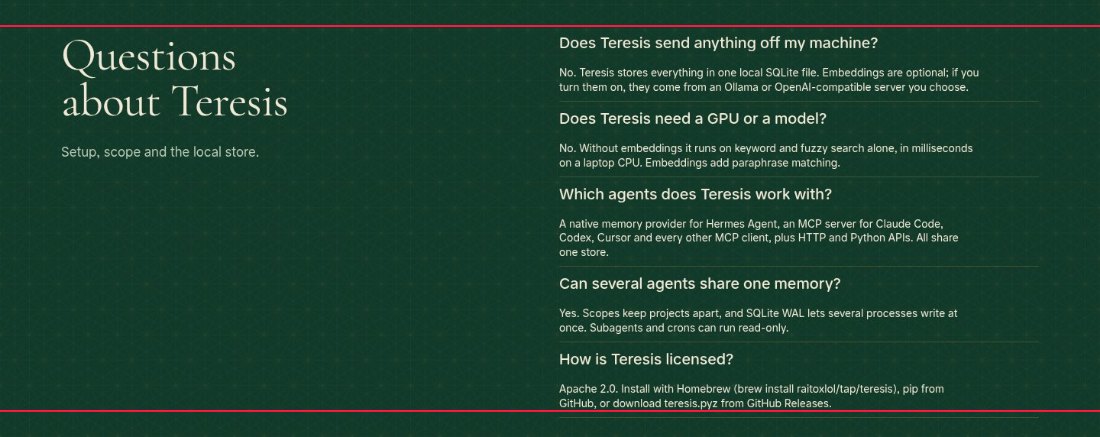 Questions
about Teresis
Setup, scope and the local store.
Does Teresis send anything off my machine?
No. Teresis stores everything in one local SQLite file. Embeddings are optional; if you
turn them on, they come from an Ollama or OpenAI-compatible server you choose.
Does Teresis need a GPU or a model?
No. Without embeddings it runs on keyword and fuzzy search alone, in milliseconds
on a laptop CPU. Embeddings add paraphrase matching.
Which agents does Teresis work with?
A native memory provider for Hermes Agent, an MCP server for Claude Code,
Codex, Cursor and every other MCP client, plus HTTP and Python APIs. All share
one store.
Can several agents share one memory?
Yes. Scopes keep projects apart, and SQLite WAL lets several processes write at
once. Subagents and crons can run read-only.
How is Teresis licensed?
Apache 2.0. Install with Homebrew (brew install raitoxlol/tap/teresis), pip from
GitHub, or download teresis.pyz from GitHub Releases.